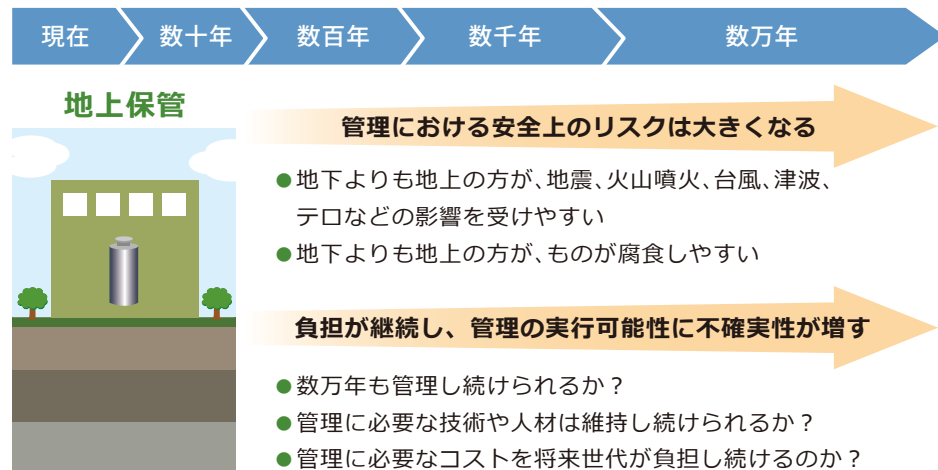 現在 数十年 数百年 数千年 数万年
地上保管
管理における安全上のリスクは大きくなる
●地下よりも地上の方が、地震、火山噴火、台風、津波、
テロなどの影響を受けやすい
●地下よりも地上の方が、ものが腐食しやすい
負担が継続し、管理の実行可能性に不確実性が増す
●数万年も管理し続けられるか？
●管理に必要な技術や人材は維持し続けられるか？
●管理に必要なコストを将来世代が負担し続けるのか？